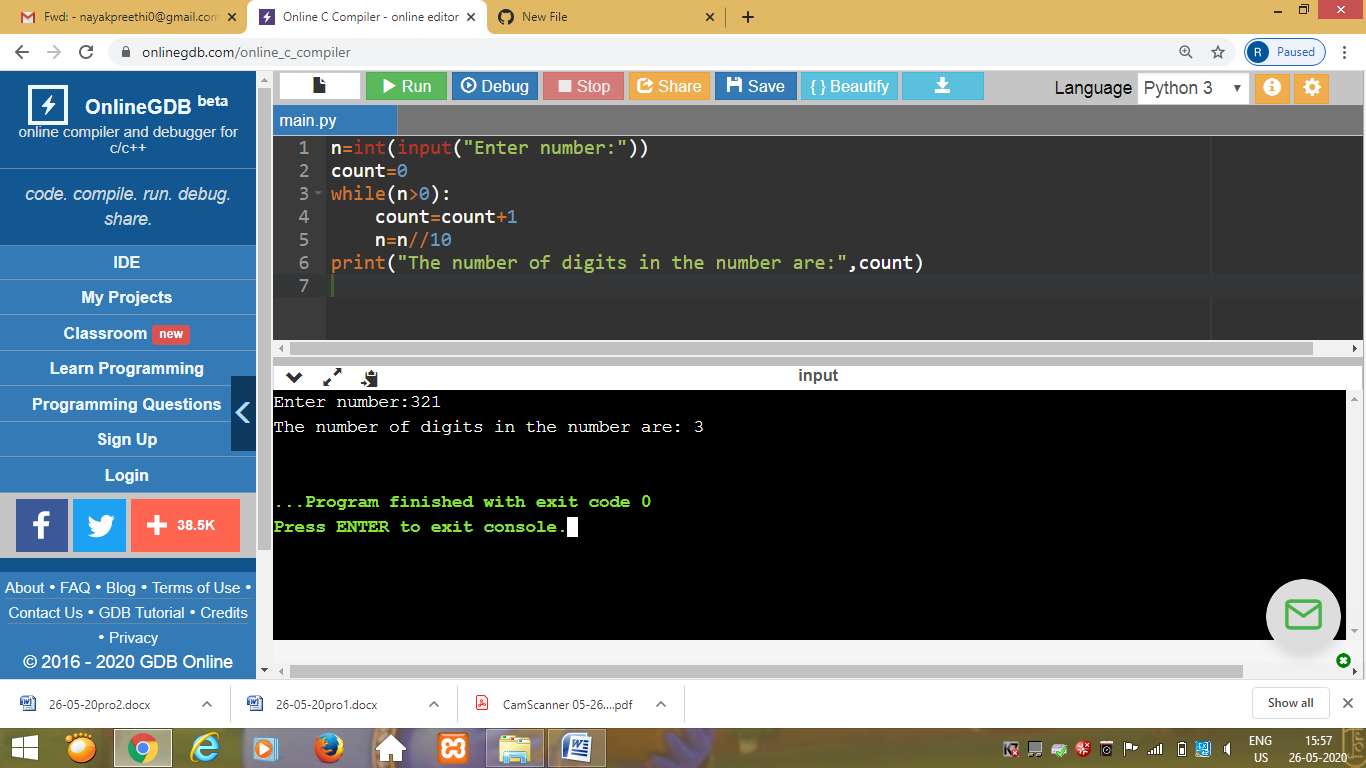 Fwd: - nayakpreethi0@gmail.com
Online C Compiler - online editor
New File
onlinegdb.com/online_c_compiler
R Paused
OnlineGDB beta
online compiler and debugger for
c/c++
code. compile. run. debug.
share.
IDE
My Projects
Classroom new
Learn Programming
Programming Questions
Sign Up
Login
38.5K
About • FAQ • Blog • Terms of Use •
Contact Us • GDB Tutorial • Credits
• Privacy
© 2016 - 2020 GDB Online
Run Debug Stop Share Save { } Beautify Language Python 3
main.py
1 n=int(input("Enter number:"))
2 count=0
3 while(n>0):
4     count=count+1
5     n=n//10
6 print("The number of digits in the number are:",count)
7
input
Enter number:321
The number of digits in the number are: 3
...Program finished with exit code 0
Press ENTER to exit console.
26-05-20pro2.docx
26-05-20pro1.docx
CamScanner 05-26....pdf
Show all
ENG 15:57
US 26-05-2020